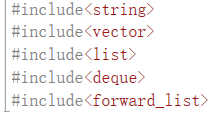 #include<string>
#include<vector>
#include<list>
#include<deque>
#include<forward_list>